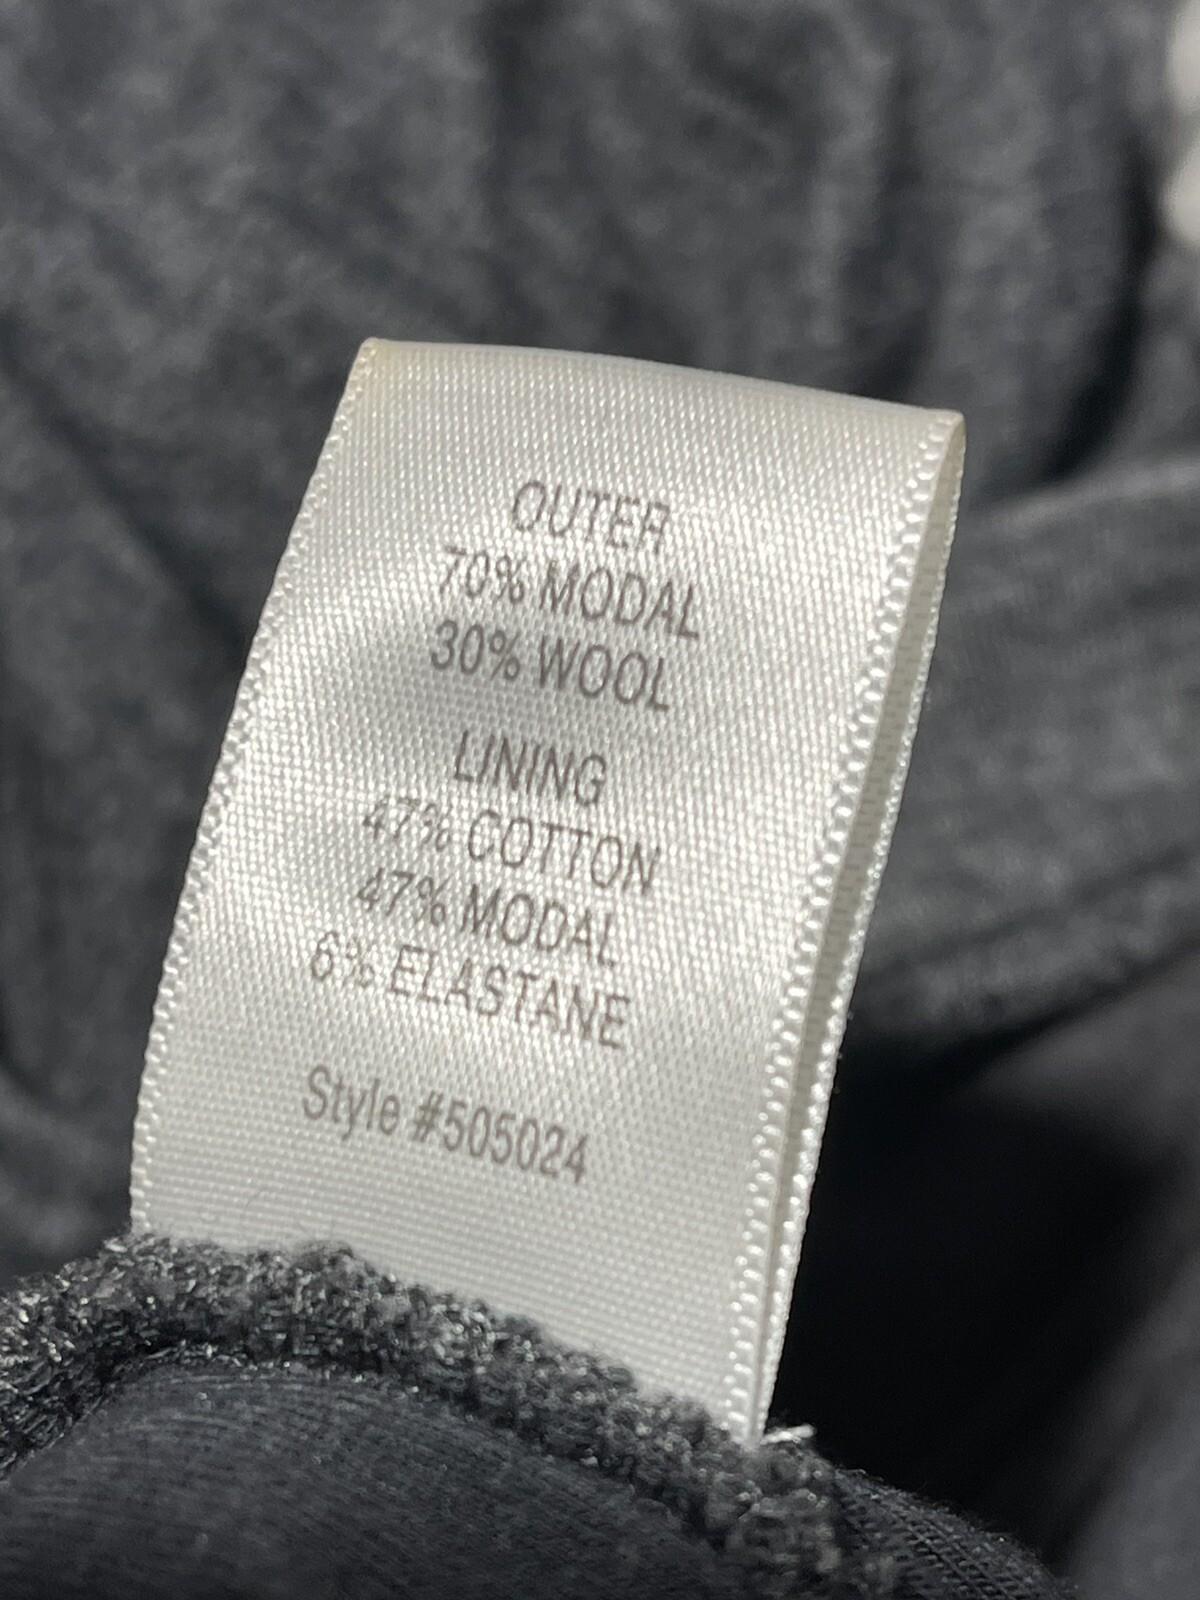 OUTER
70% MODAL
30% WOOL
LINING
47% COTTON
47% MODAL
6% ELASTANE
Style #505024